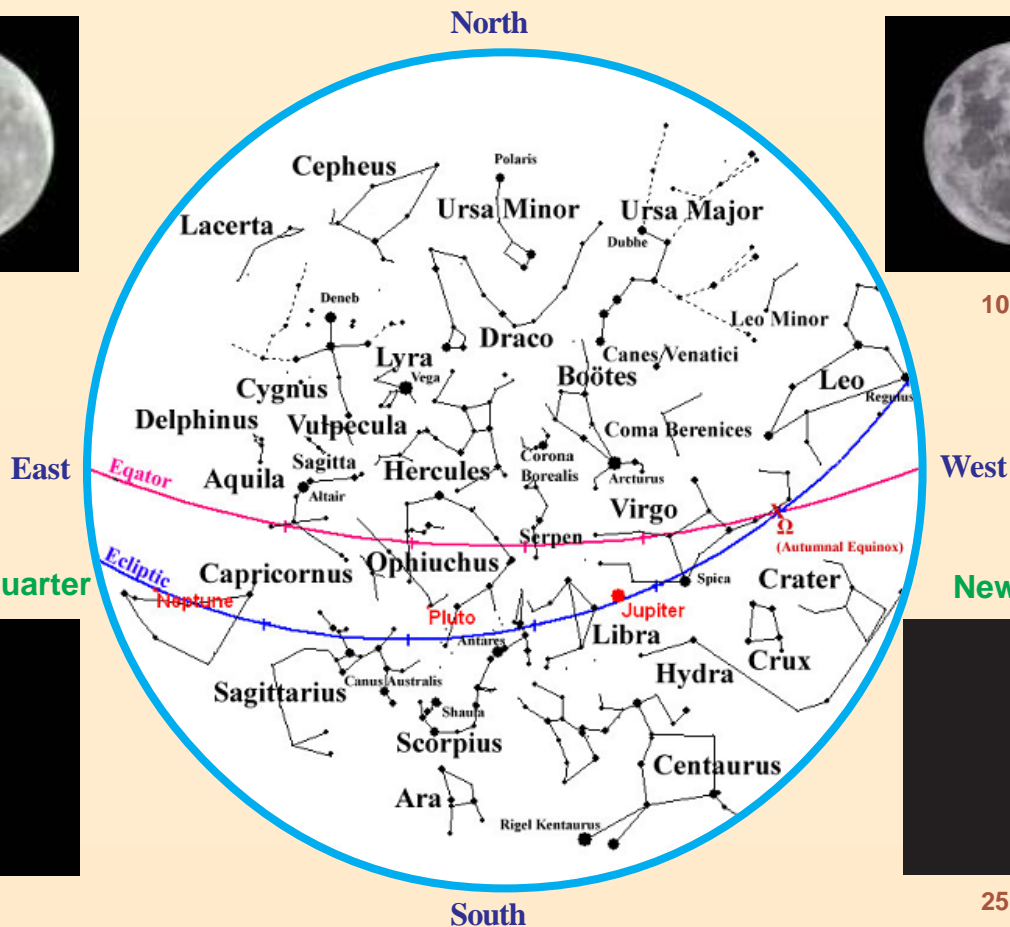 North
Polaris
Cepheus
Ursa Minor
Ursa Major
Lacerta
Dubhe
10
Deneb
Leo Minor
Draco
Canes Venatici
Lyra
Vega
Boötes
Leo
Regulus
Cygnus
Delphinus
Vulpecula
Coma Berenices
Corona
Borealis
Sagitta
Hercules
East
Eqator
Aquila
Altair
Arcturus
West
Virgo
Ω
(Autumnal Equinox)
Serpen
Ecliptic
Capricornus
Ophiuchus
Spica
Crater
uarter
New
Neptune
Pluto
Jupiter
Antares
Libra
Crux
Hydra
Sagittarius
Canus Australis
Shaula
Scorpius
Centaurus
Ara
Rigel Kentaurus
25
South